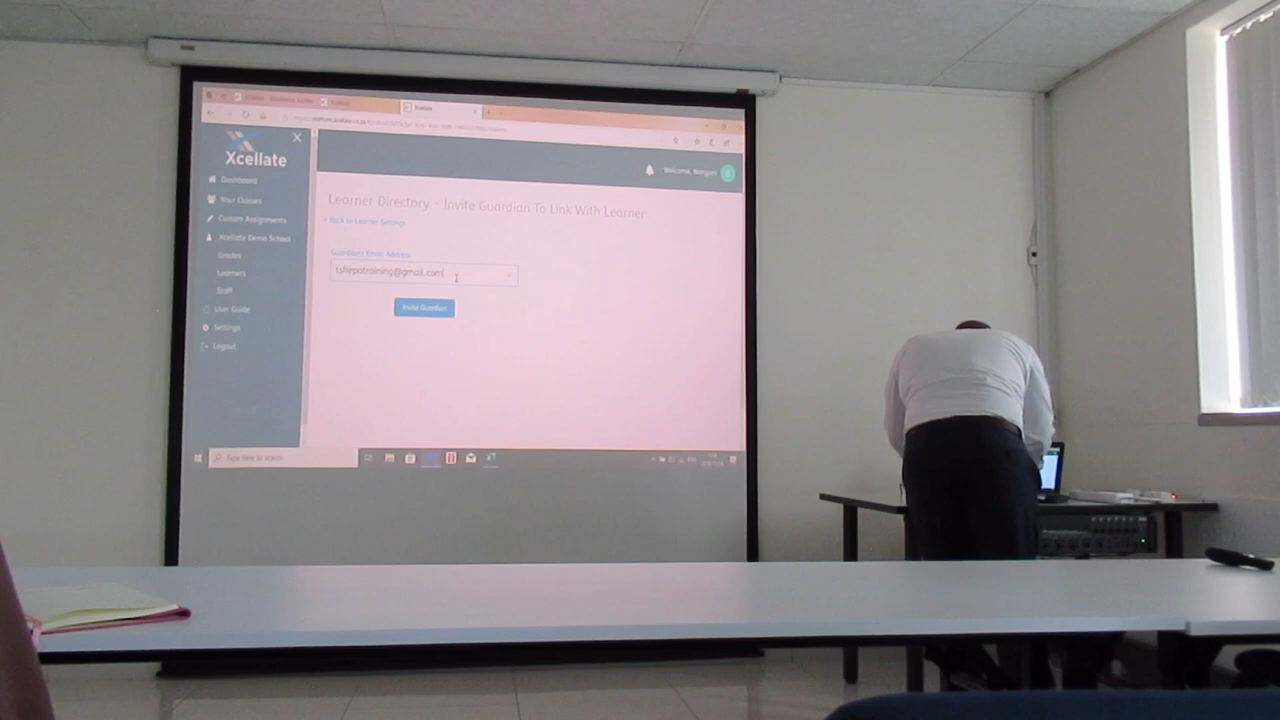 Xcellate
Xcellate
Welcome, Bongani
Dashboard
Your Classes
Custom Assignments
Xcellate Demo School
Grades
Learners
Staff
User Guide
Settings
Logout
Learner Directory - Invite Guardian To Link With Learner
Back to Learner Settings
Guardian's Email Address
tshepotraining@gmail.com
Invite Guardian
Type here to search